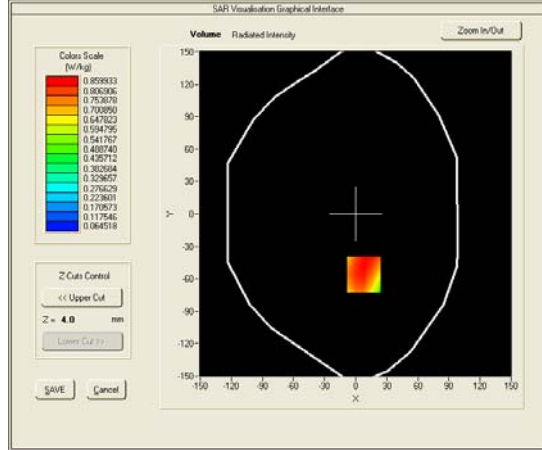 SAR Visualisation Graphical Interface
Volume Radiated Intensity
Zoom In/Out
Colors Scale
(W/kg)
0.859933
0.806906
0.753878
0.700850
0.647823
0.594795
0.541767
0.488740
0.435712
0.382684
0.329657
0.276629
0.223601
0.170573
0.117546
0.064518
Z-Cuts Control
<< Upper Cut
Z = 4.0 mm
Lower Cut >>
SAVE Cancel
150
120
90
60
30
0
-30
-60
-90
-120
-150
Y
-150 -120 -90 -60 -30 0 30 60 90 120 150
X